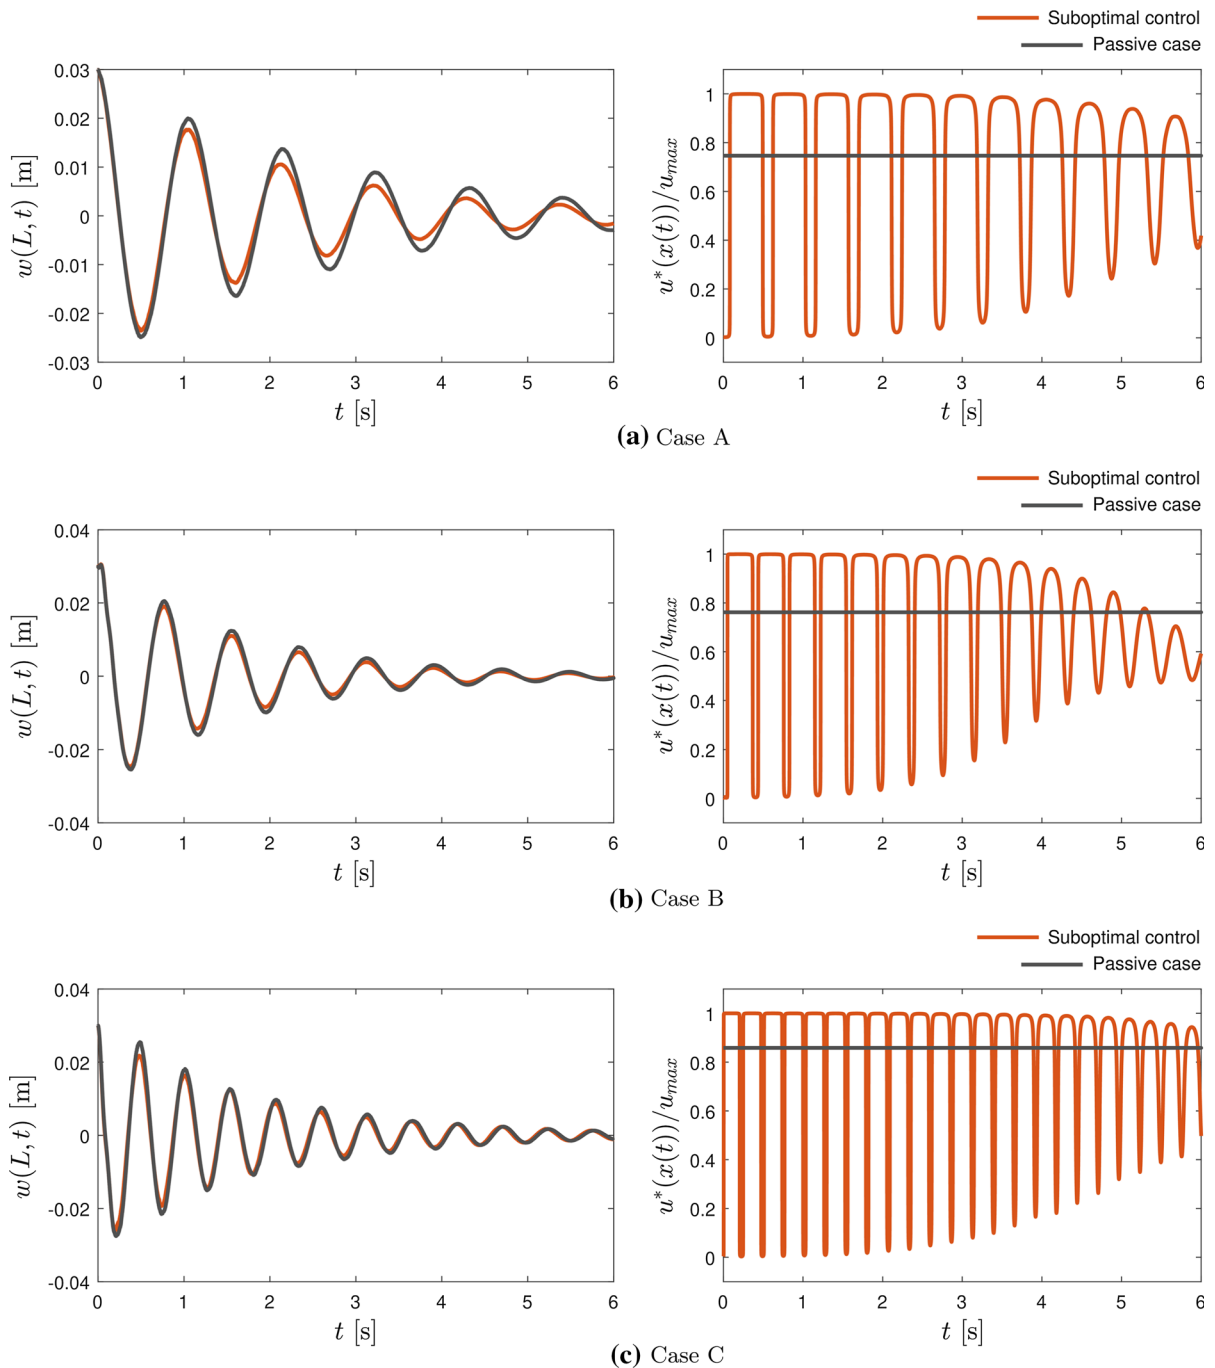 Suboptimal control
Passive case
0.03
0.02
0.01
0
-0.01
-0.02
-0.03
w(L, t) [m]
0 1 2 3 4 5 6
t [s]
1
0.8
0.6
0.4
0.2
0
u*(x(t))/u_max
0 1 2 3 4 5 6
t [s]
(a) Case A
Suboptimal control
Passive case
0.04
0.02
0
-0.02
-0.04
w(L, t) [m]
0 1 2 3 4 5 6
t [s]
1
0.8
0.6
0.4
0.2
0
u*(x(t))/u_max
0 1 2 3 4 5 6
t [s]
(b) Case B
Suboptimal control
Passive case
0.04
0.02
0
-0.02
-0.04
w(L, t) [m]
0 1 2 3 4 5 6
t [s]
1
0.8
0.6
0.4
0.2
0
u*(x(t))/u_max
0 1 2 3 4 5 6
t [s]
(c) Case C